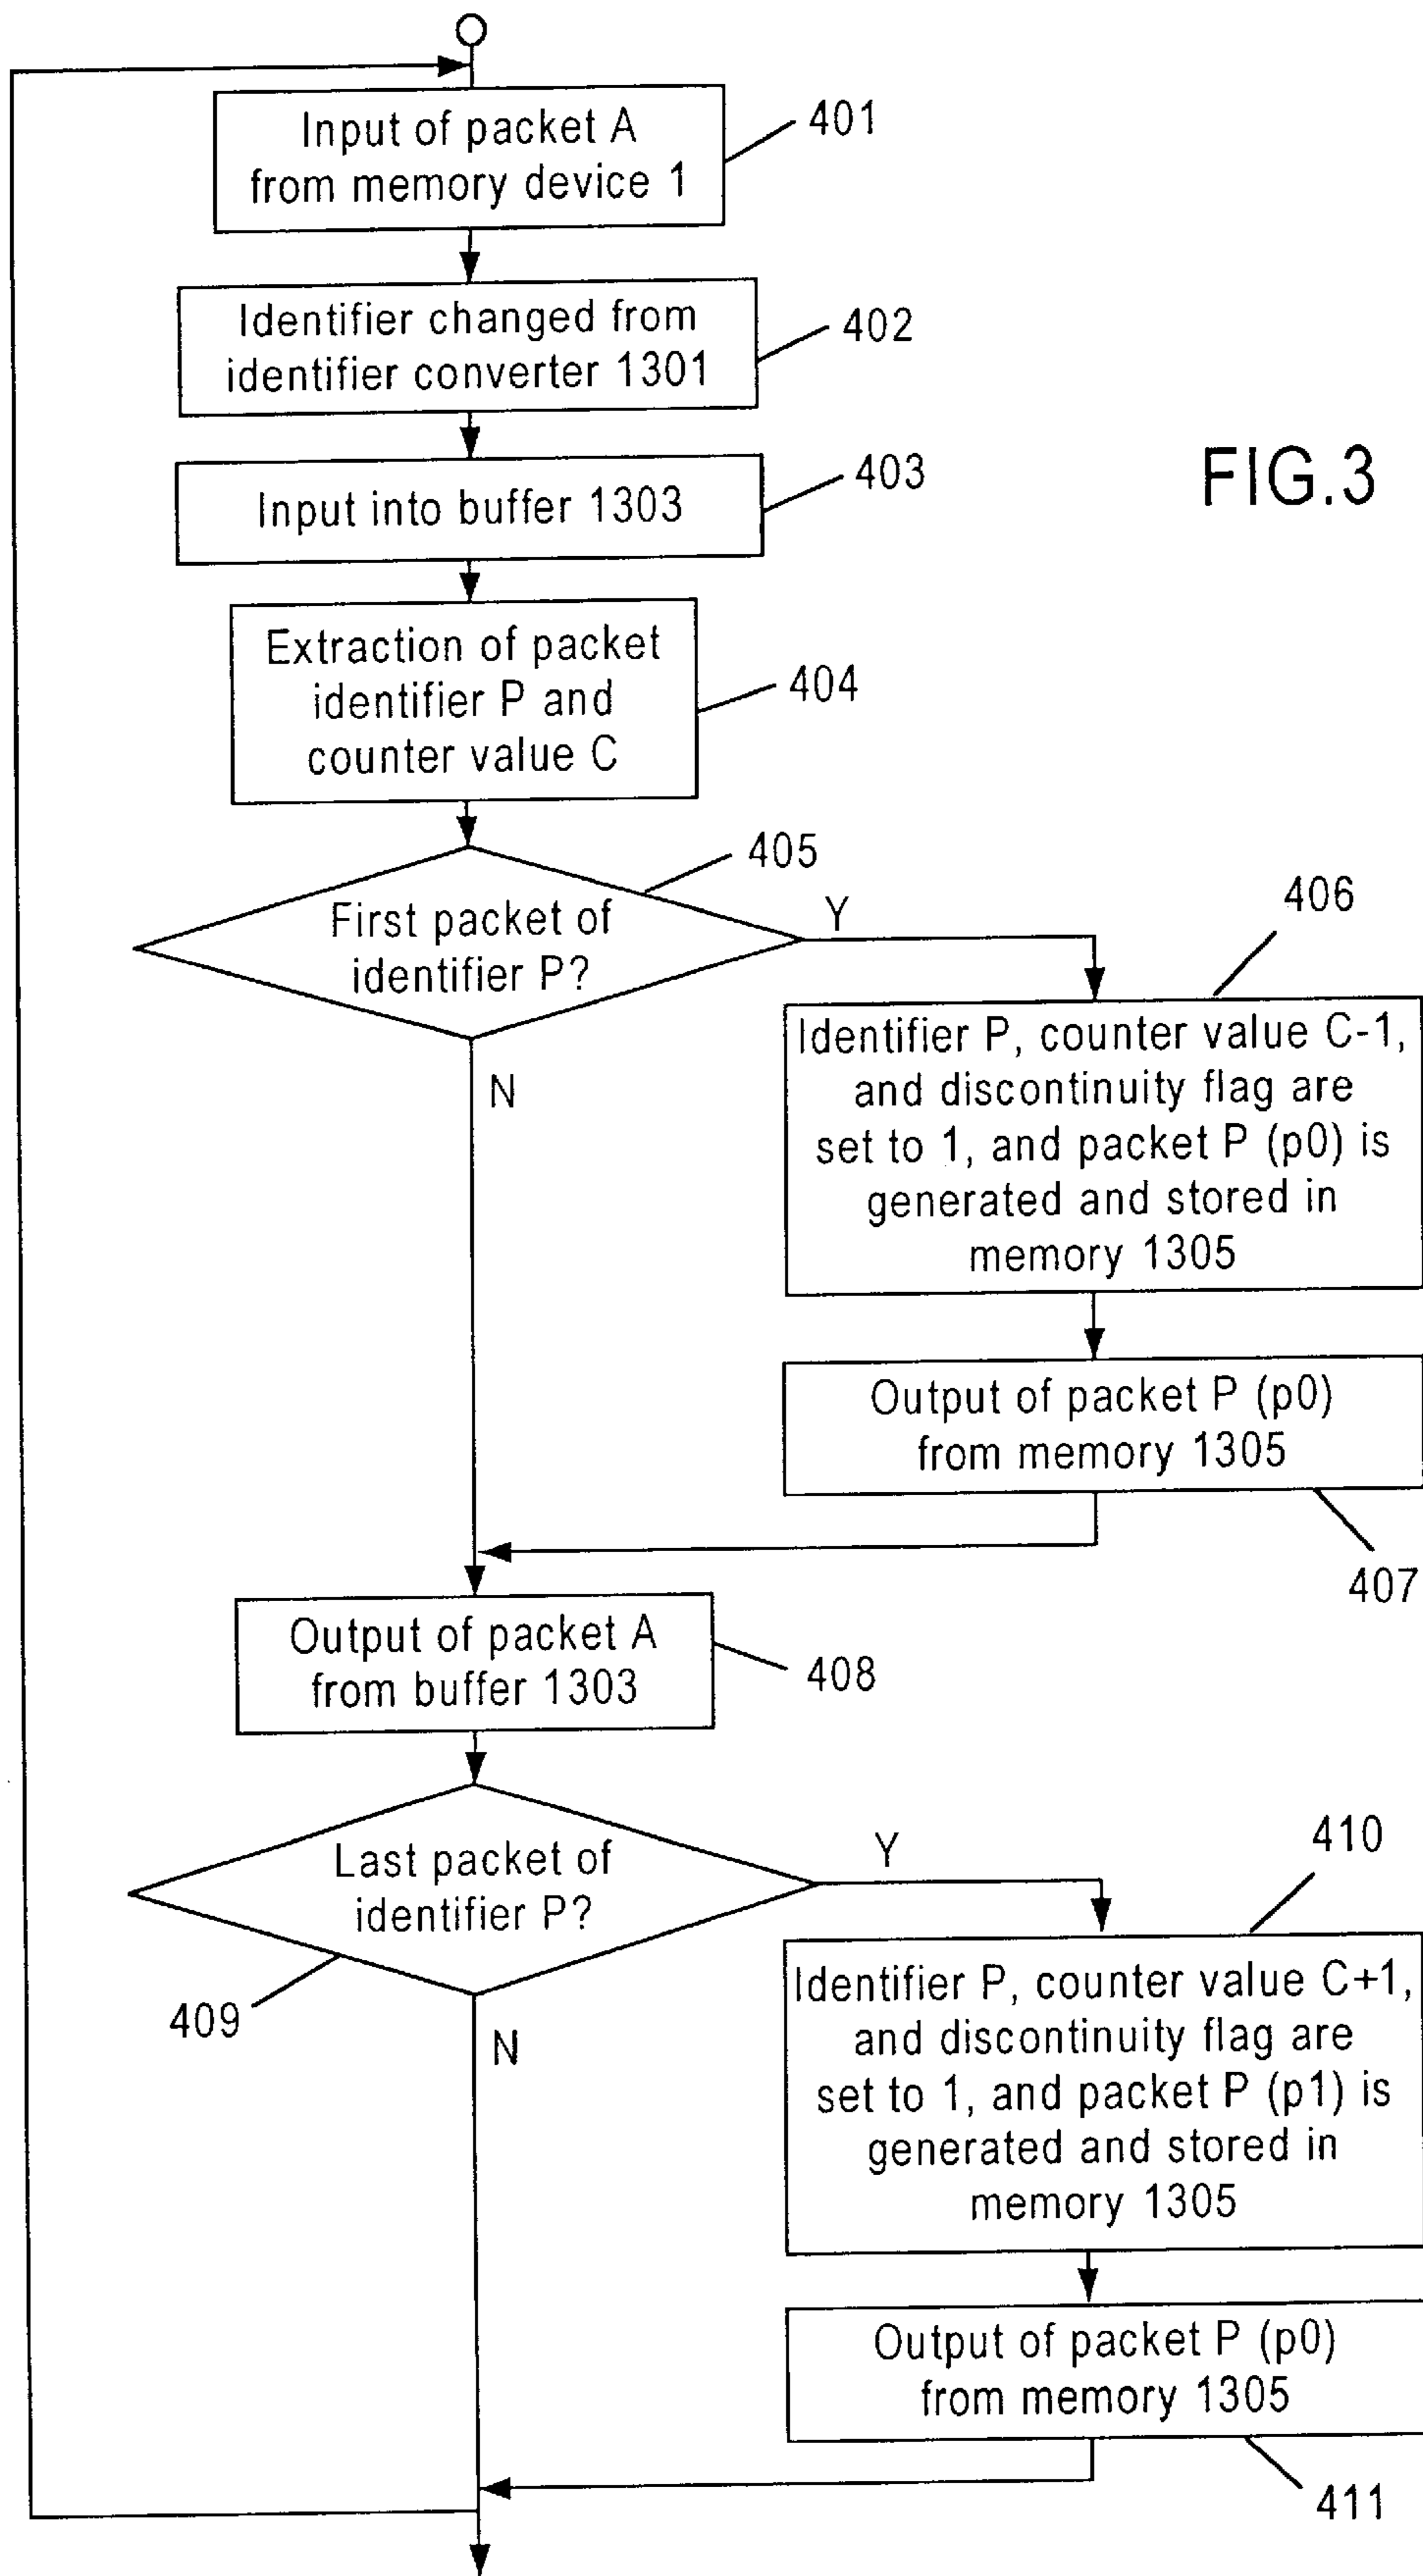 Input of packet A
from memory device 1
401
Identifier changed from
identifier converter 1301
402
Input into buffer 1303
403
FIG.3
Extraction of packet
identifier P and
counter value C
404
405
First packet of
identifier P?
Y
N
406
Identifier P, counter value C-1,
and discontinuity flag are
set to 1, and packet P (p0) is
generated and stored in
memory 1305
Output of packet P (p0)
from memory 1305
407
Output of packet A
from buffer 1303
408
Last packet of
identifier P?
Y
N
409
410
Identifier P, counter value C+1,
and discontinuity flag are
set to 1, and packet P (p1) is
generated and stored in
memory 1305
Output of packet P (p0)
from memory 1305
411